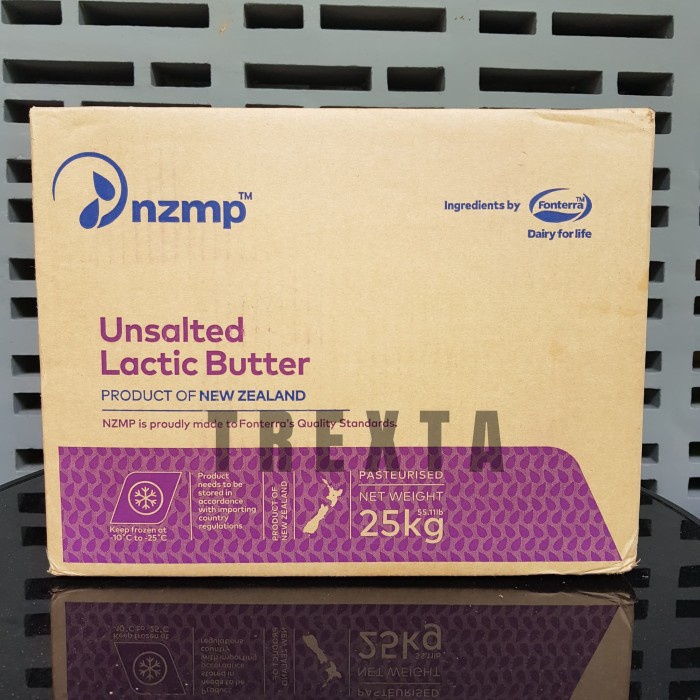 nzmp™
Ingredients by Fonterra™
Dairy for life
Unsalted
Lactic Butter
PRODUCT OF NEW ZEALAND
NZMP is proudly made to Fonterra's Quality Standards.
TREXTA
Keep frozen at
-10°C to -25°C
Product
needs to be
stored in
accordance
with importing
country
regulations
PRODUCT OF
NEW ZEALAND
PASTEURISED
NET WEIGHT
55.11lb
25kg